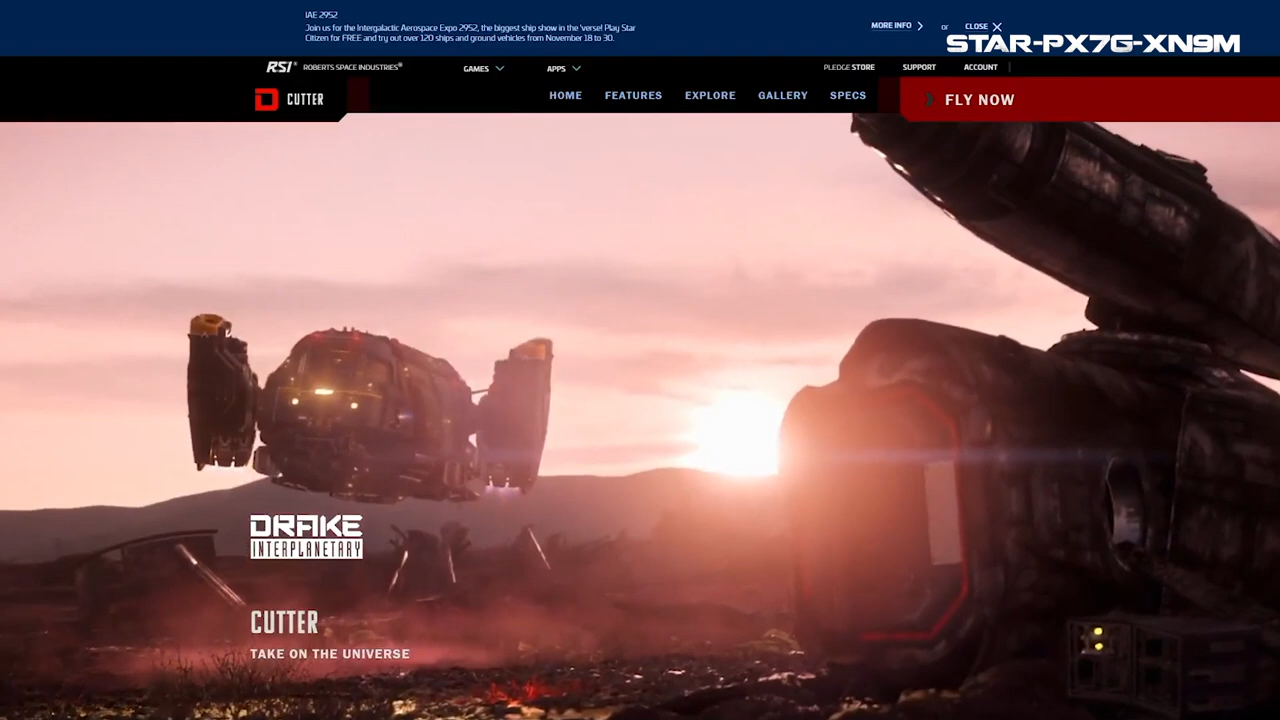 IAE 2952
Join us for the Intergalactic Aerospace Expo 2952, the biggest ship show in the 'verse! Play Star
Citizen for FREE and try out over 120 ships and ground vehicles from November 18 to 30.
MORE INFO
or
CLOSE
STAR-PX7G-XN9M
RSI
ROBERTS SPACE INDUSTRIES®
GAMES
APPS
PLEDGE STORE
SUPPORT
ACCOUNT
CUTTER
HOME
FEATURES
EXPLORE
GALLERY
SPECS
FLY NOW
DRAKE
INTERPLANETARY
CUTTER
TAKE ON THE UNIVERSE